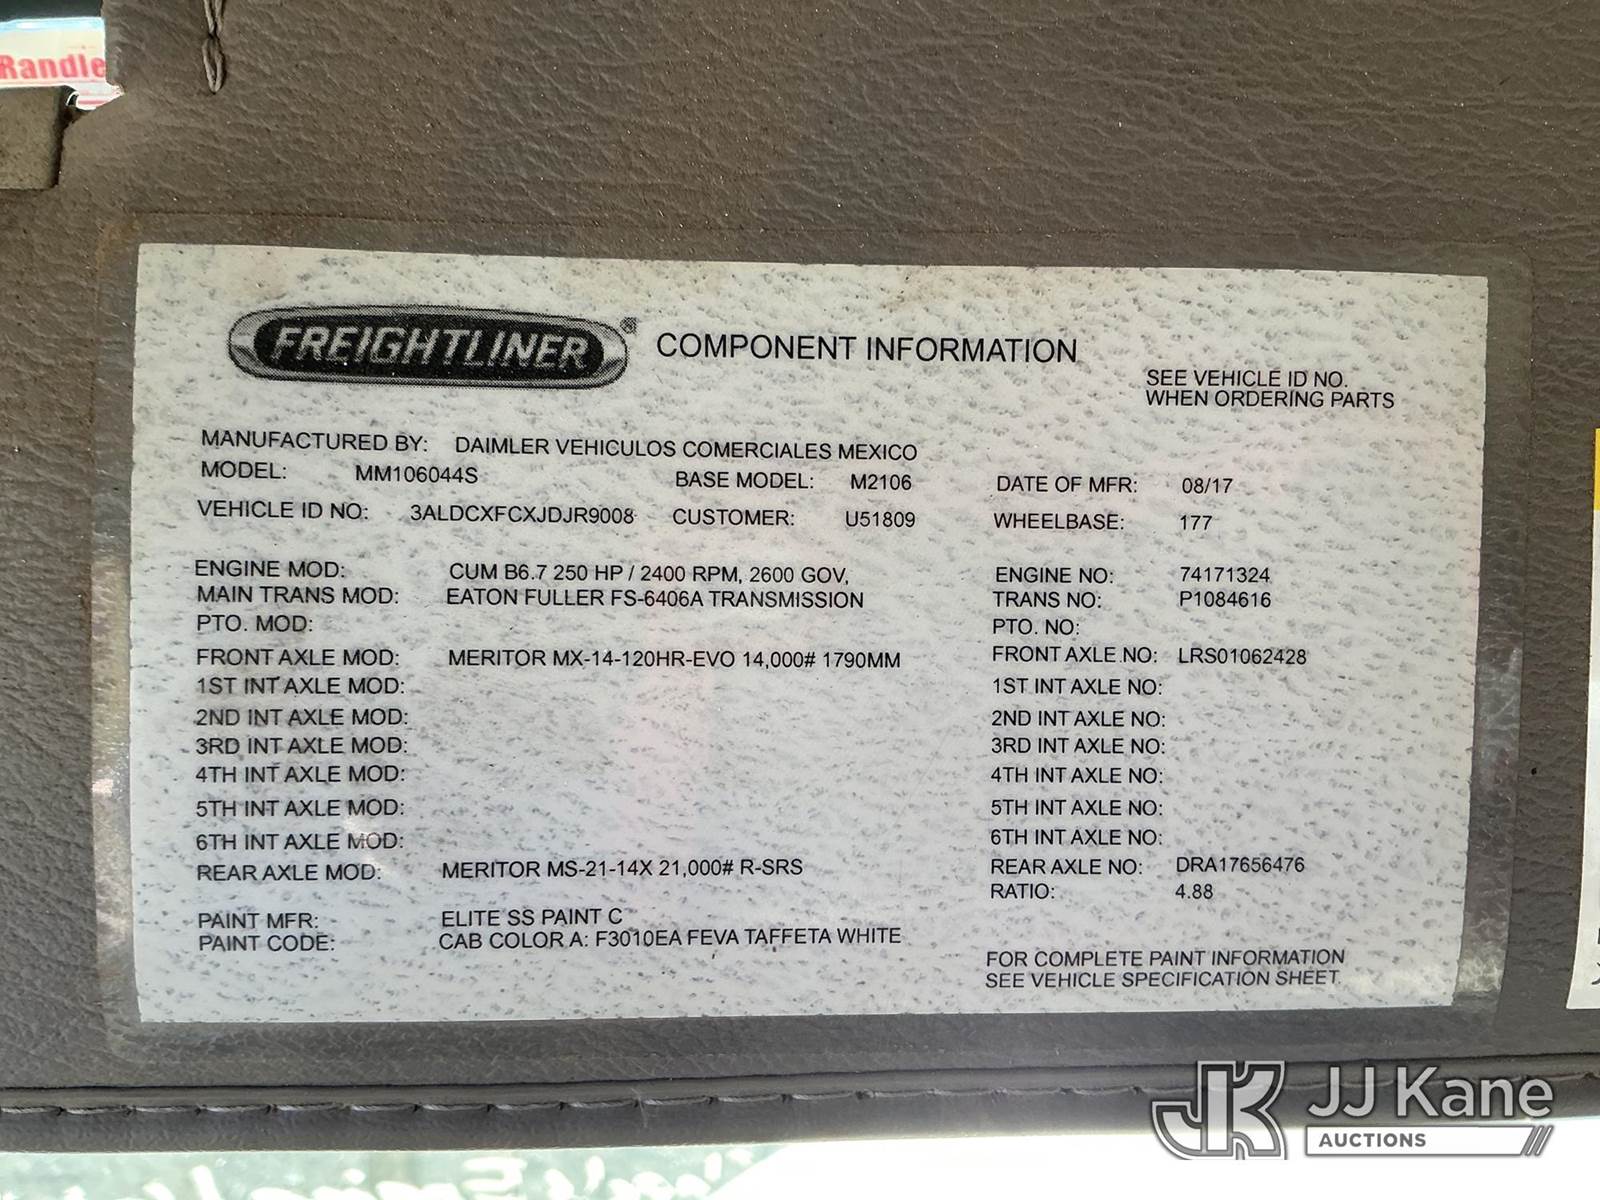 Randle
FREIGHTLINER® COMPONENT INFORMATION
SEE VEHICLE ID NO.
WHEN ORDERING PARTS
MANUFACTURED BY: DAIMLER VEHICULOS COMERCIALES MEXICO
MODEL: MM106044S BASE MODEL: M2106 DATE OF MFR: 08/17
VEHICLE ID NO: 3ALDCXFCXJDJR9008 CUSTOMER: U51809 WHEELBASE: 177
ENGINE MOD: CUM B6.7 250 HP / 2400 RPM, 2600 GOV, ENGINE NO: 74171324
MAIN TRANS MOD: EATON FULLER FS-6406A TRANSMISSION TRANS NO: P1084616
PTO. MOD: PTO. NO:
FRONT AXLE MOD: MERITOR MX-14-120HR-EVO 14,000# 1790MM FRONT AXLE NO: LRS01062428
1ST INT AXLE MOD: 1ST INT AXLE NO:
2ND INT AXLE MOD: 2ND INT AXLE NO:
3RD INT AXLE MOD: 3RD INT AXLE NO:
4TH INT AXLE MOD: 4TH INT AXLE NO:
5TH INT AXLE MOD: 5TH INT AXLE NO:
6TH INT AXLE MOD: 6TH INT AXLE NO:
REAR AXLE MOD: MERITOR MS-21-14X 21,000# R-SRS REAR AXLE NO: DRA17656476
RATIO: 4.88
PAINT MFR: ELITE SS PAINT C
PAINT CODE: CAB COLOR A: F3010EA FEVA TAFFETA WHITE
FOR COMPLETE PAINT INFORMATION
SEE VEHICLE SPECIFICATION SHEET
JK JJ Kane
AUCTIONS